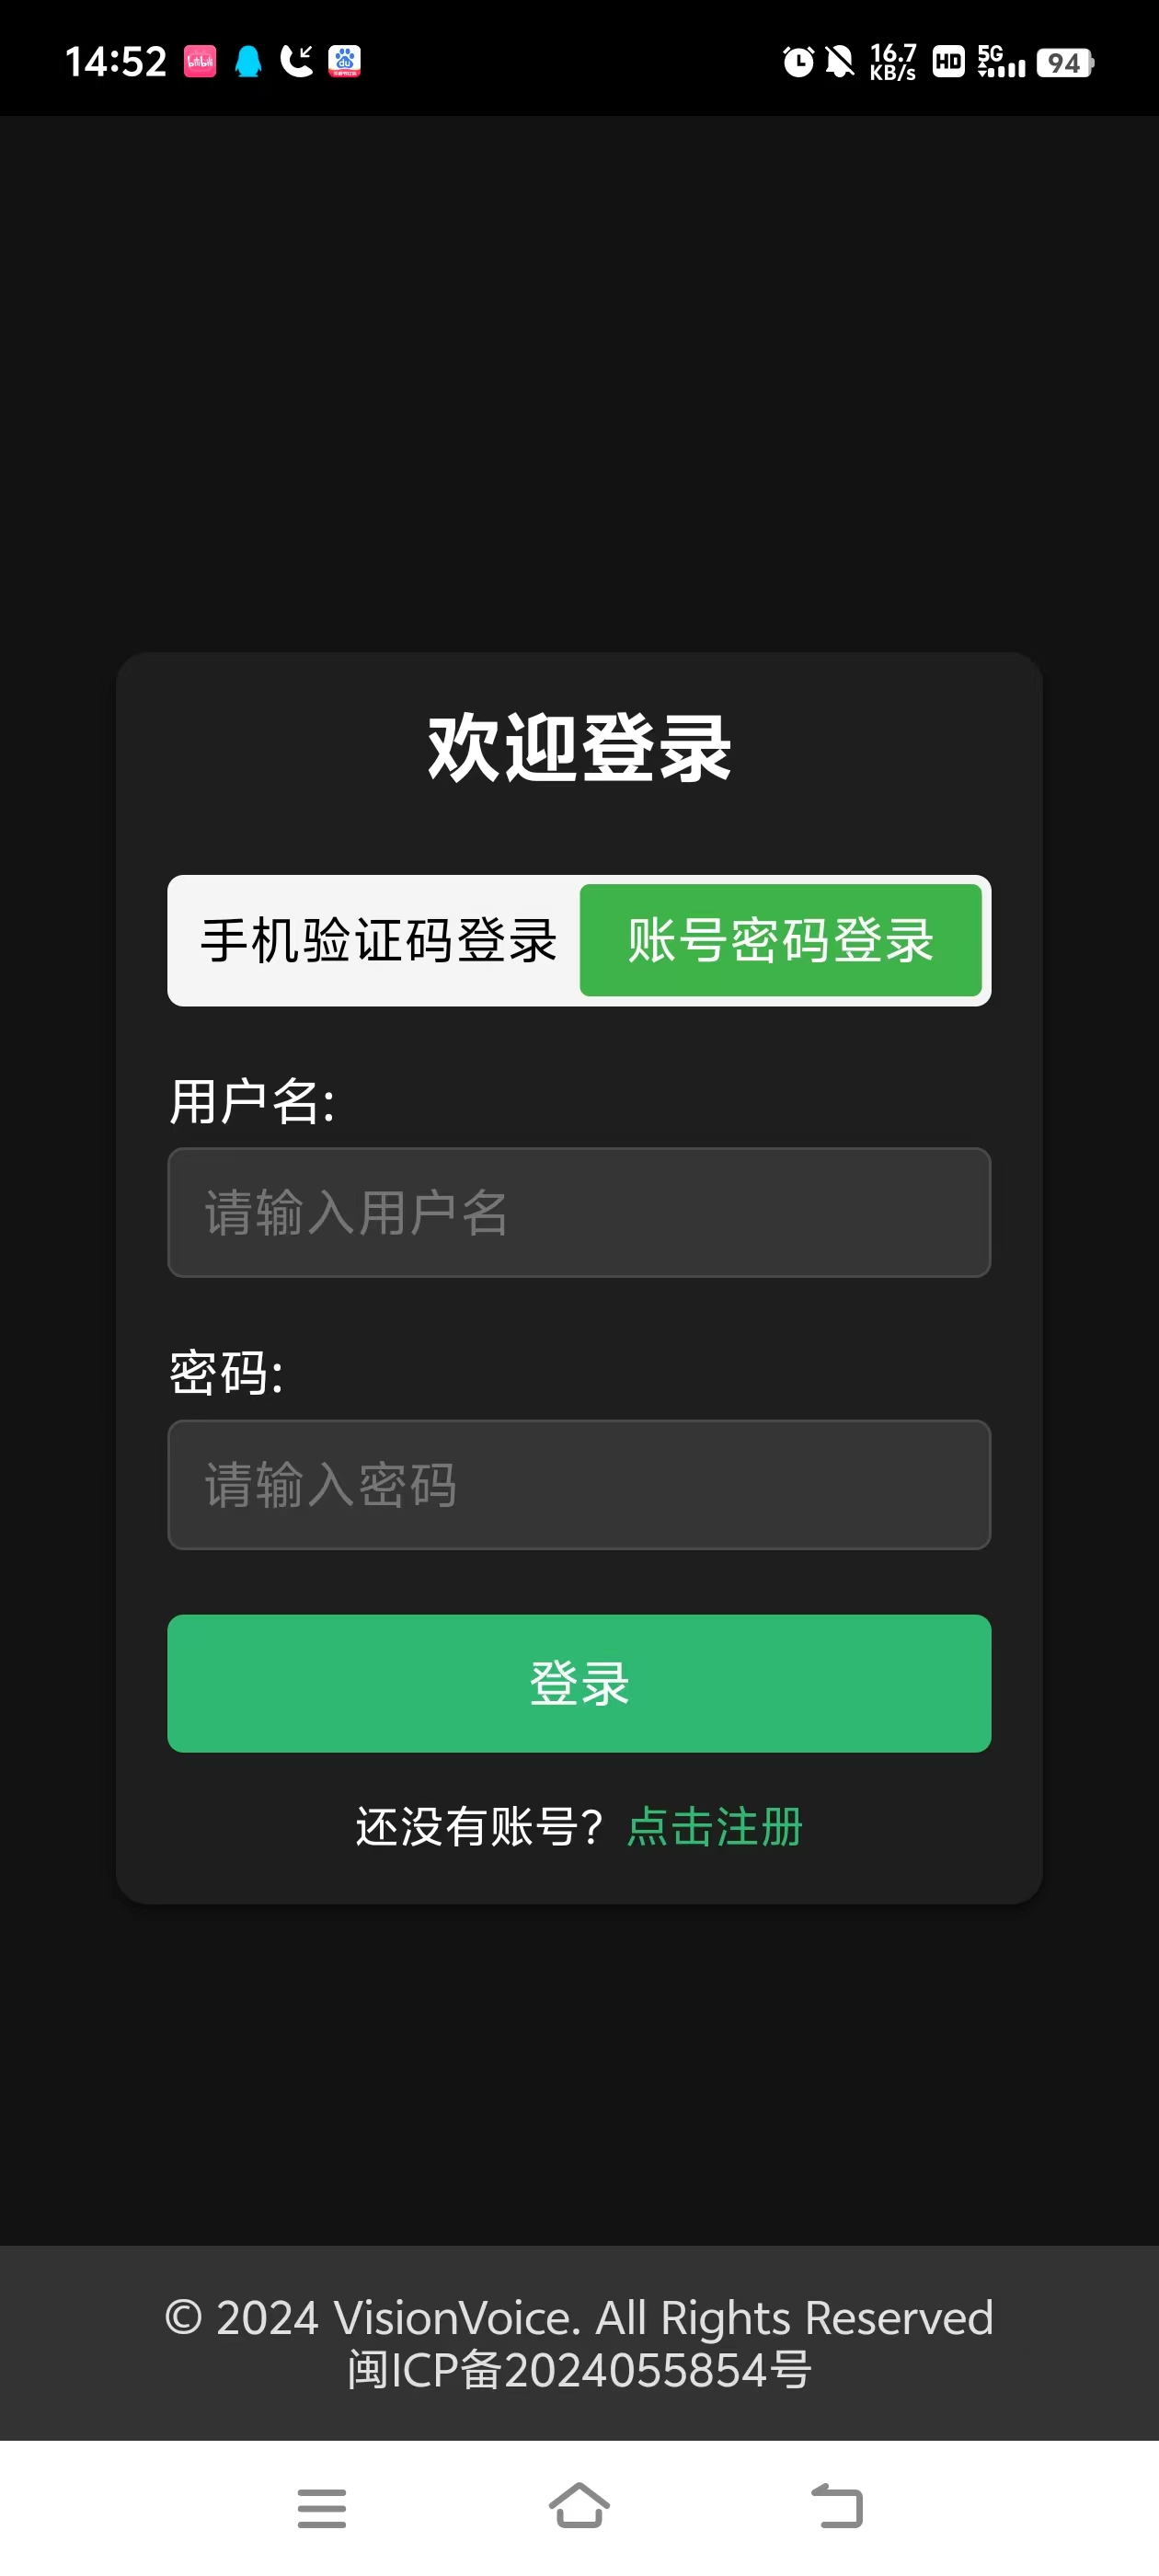 14:52
bilibili
du
16.7
KB/s
HD
5G
94
欢迎登录
手机验证码登录
账号密码登录
用户名:
请输入用户名
密码:
请输入密码
登录
还没有账号? 点击注册
© 2024 VisionVoice. All Rights Reserved
闽ICP备2024055854号